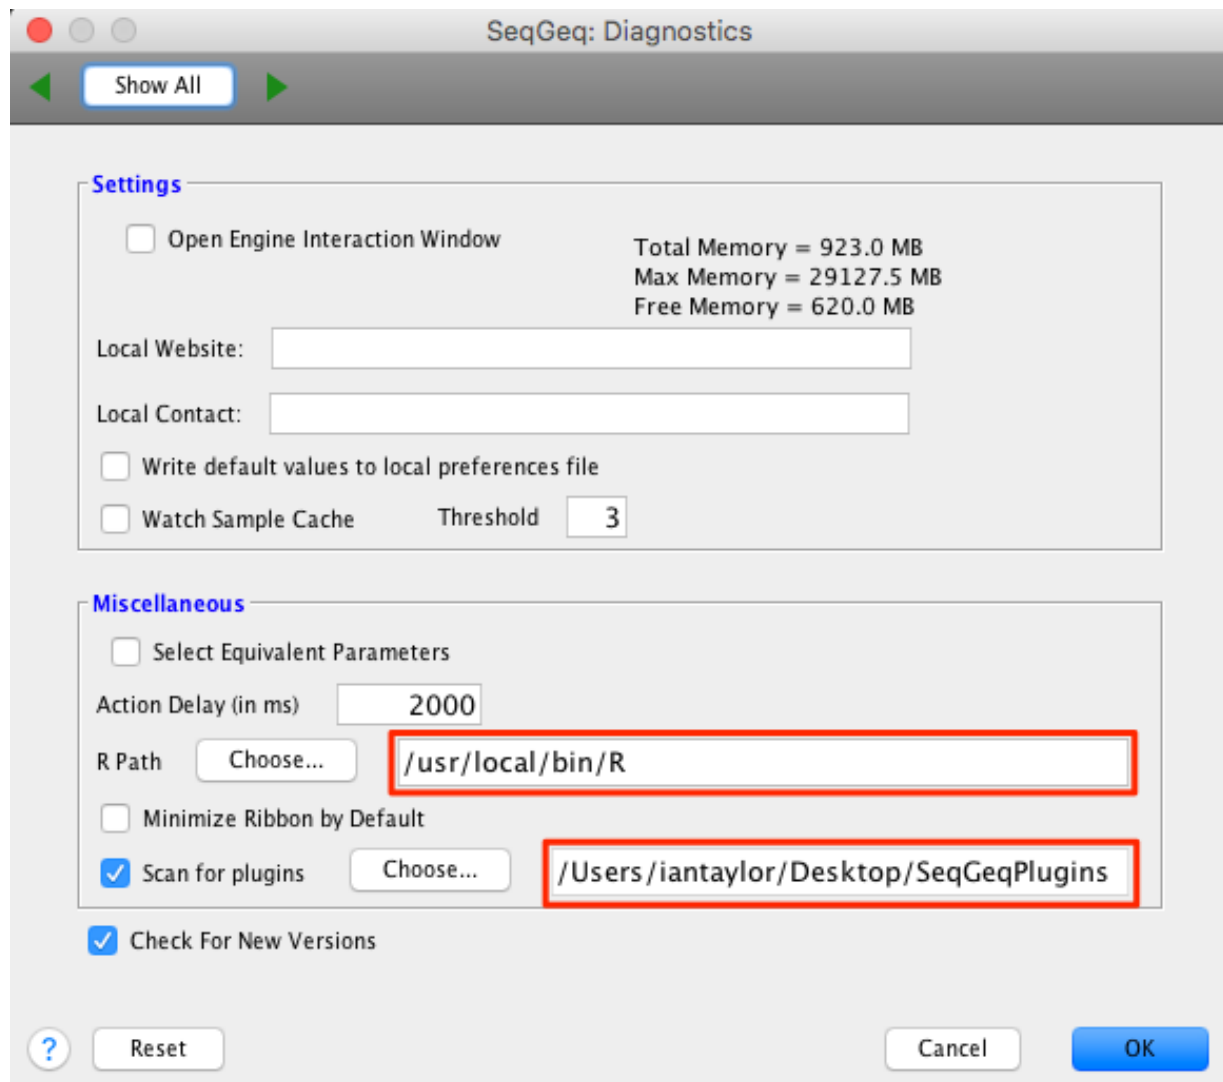 SeqGeq: Diagnostics
Show All
Settings
Open Engine Interaction Window
Total Memory = 923.0 MB
Max Memory = 29127.5 MB
Free Memory = 620.0 MB
Local Website:
Local Contact:
Write default values to local preferences file
Watch Sample Cache Threshold 3
Miscellaneous
Select Equivalent Parameters
Action Delay (in ms) 2000
R Path Choose... /usr/local/bin/R
Minimize Ribbon by Default
Scan for plugins Choose... /Users/iantaylor/Desktop/SeqGeqPlugins
Check For New Versions
? Reset Cancel OK